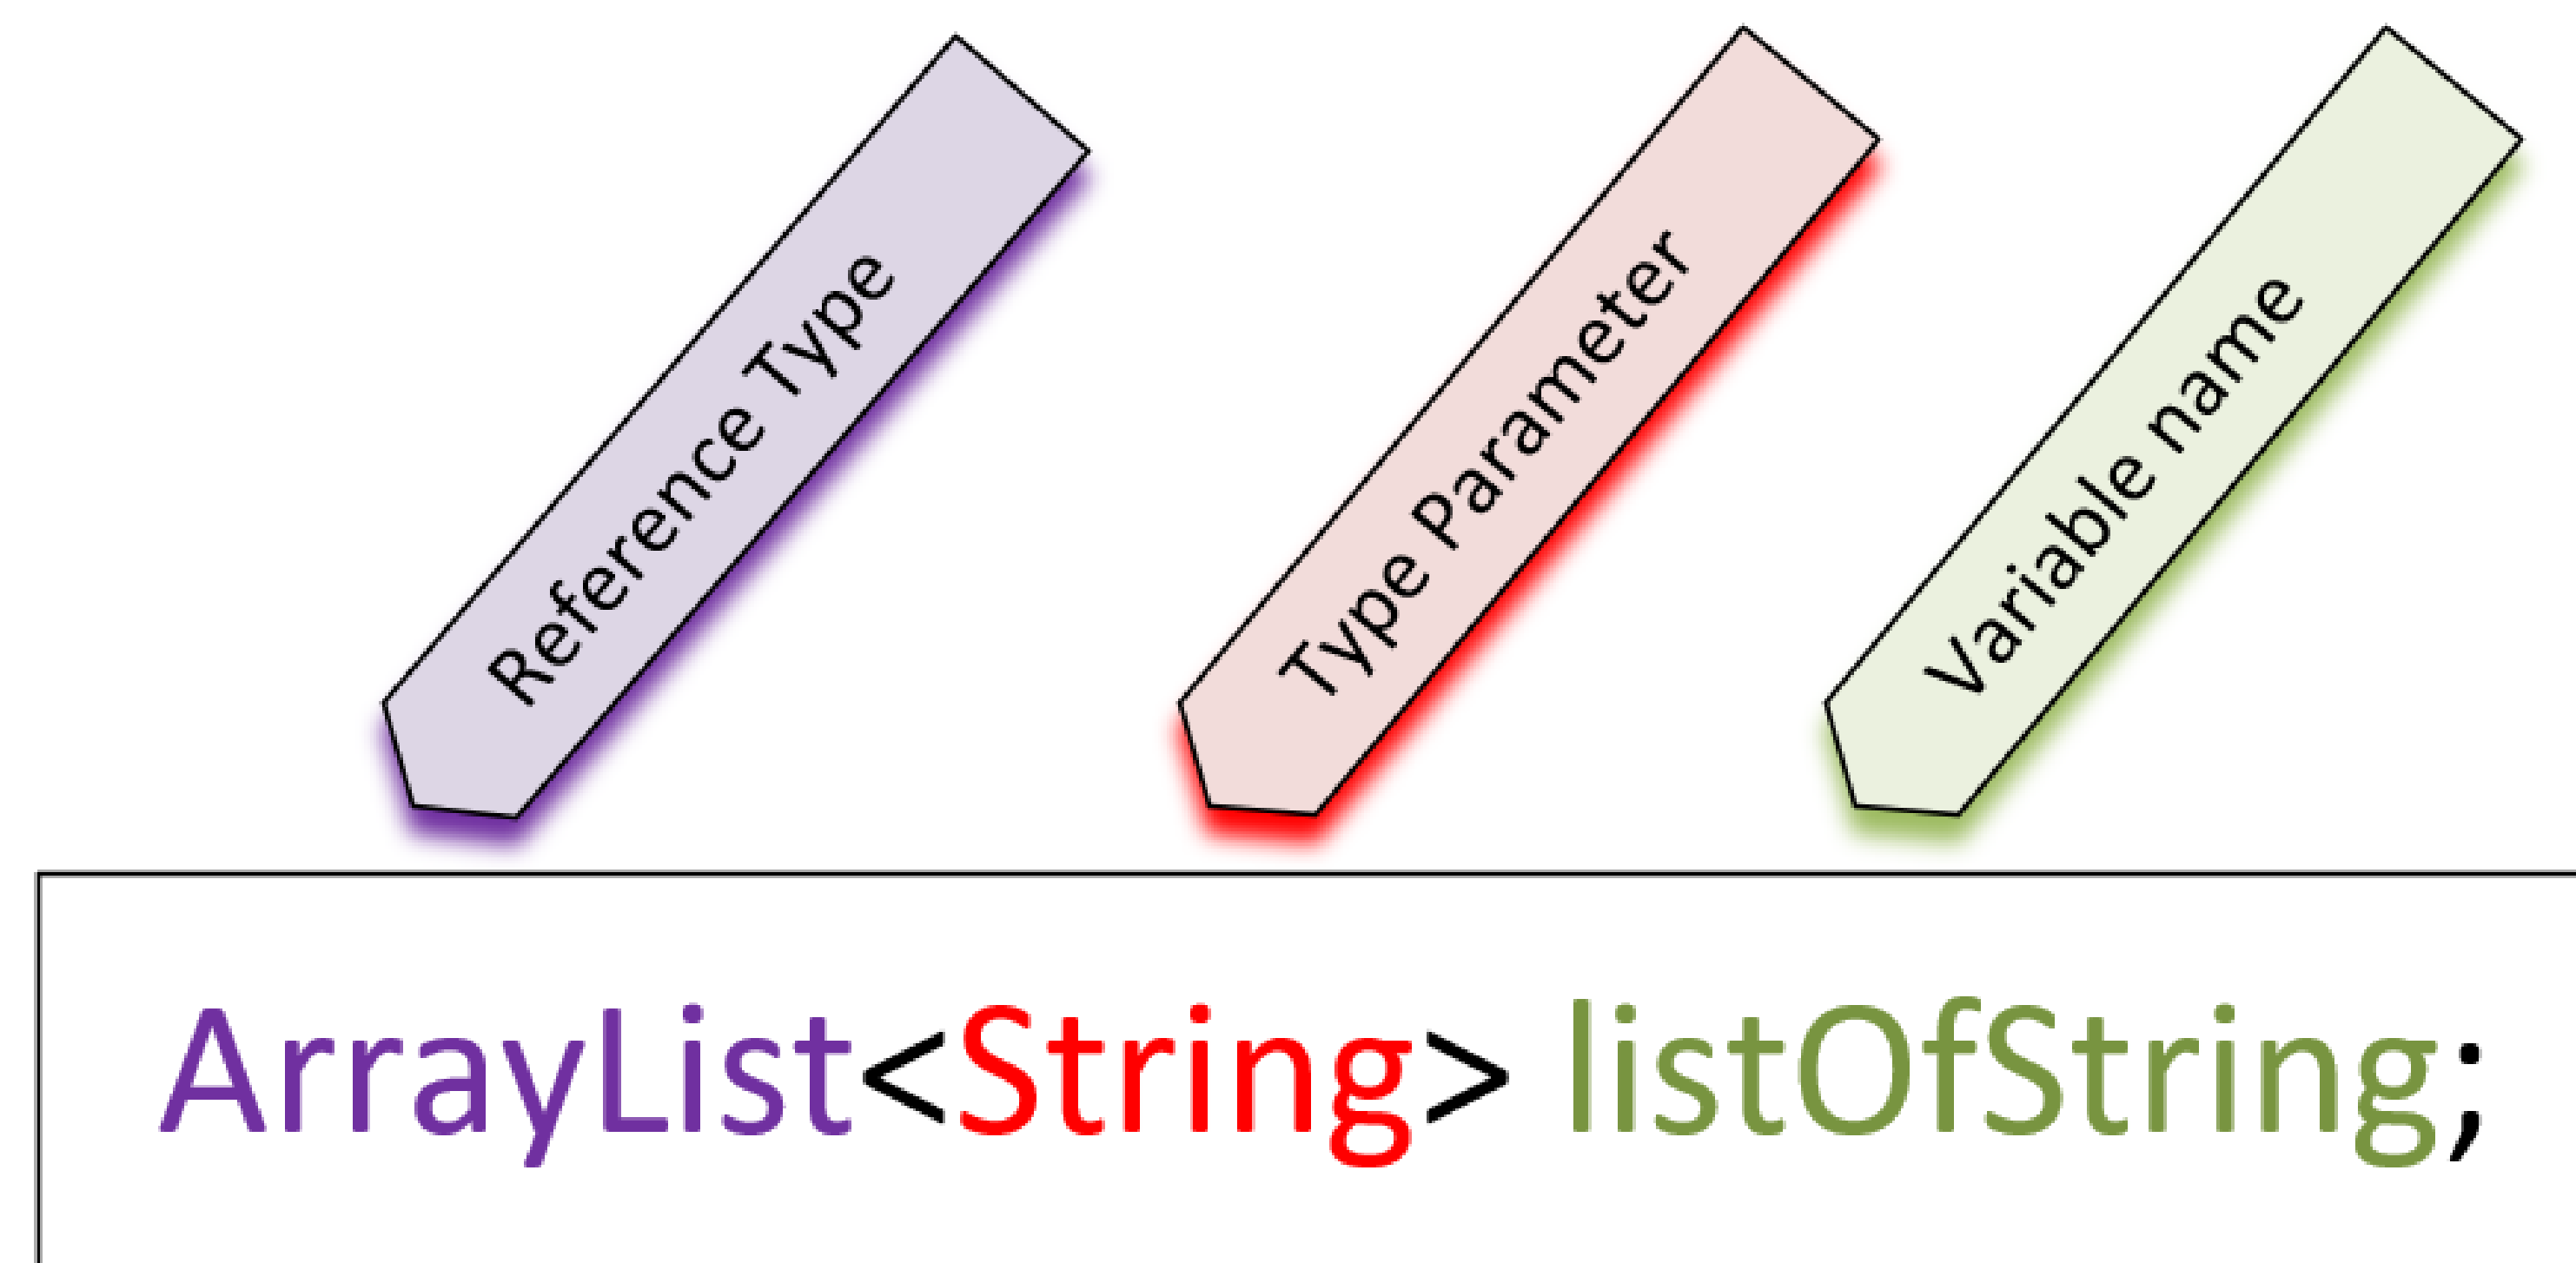 Reference Type
Type Parameter
Variable name
ArrayList<String> listOfString;